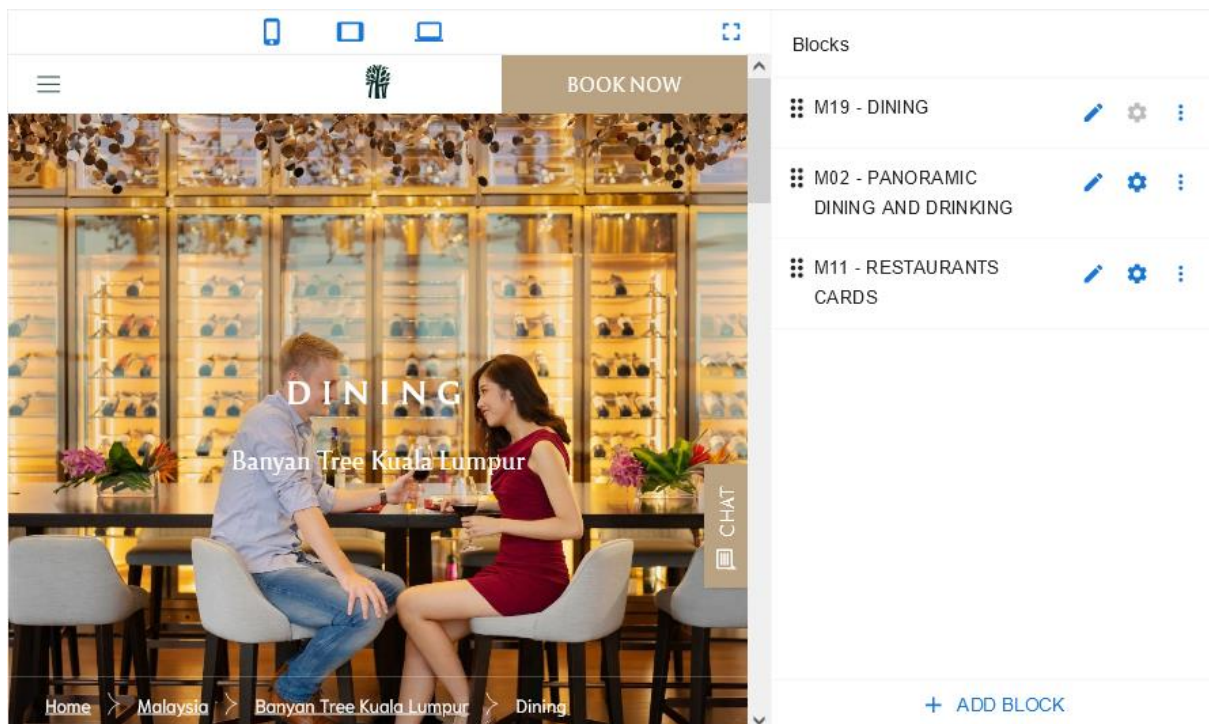 Blocks
BOOK NOW
M19 - DINING
M02 - PANORAMIC
DINING AND DRINKING
M11 - RESTAURANTS
CARDS
DINING
Banyan Tree Kuala Lumpur
CHAT
Home > Malaysia > Banyan Tree Kuala Lumpur > Dining
+ ADD BLOCK